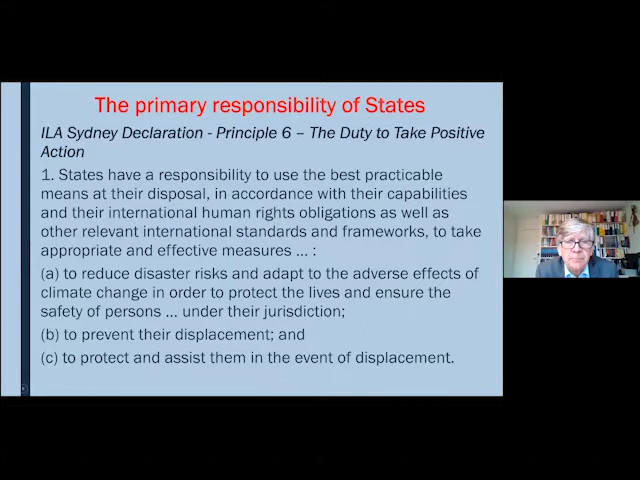 The primary responsibility of States
ILA Sydney Declaration - Principle 6 – The Duty to Take Positive
Action
1. States have a responsibility to use the best practicable
means at their disposal, in accordance with their capabilities
and their international human rights obligations as well as
other relevant international standards and frameworks, to take
appropriate and effective measures ... :
(a) to reduce disaster risks and adapt to the adverse effects of
climate change in order to protect the lives and ensure the
safety of persons ... under their jurisdiction;
(b) to prevent their displacement; and
(c) to protect and assist them in the event of displacement.